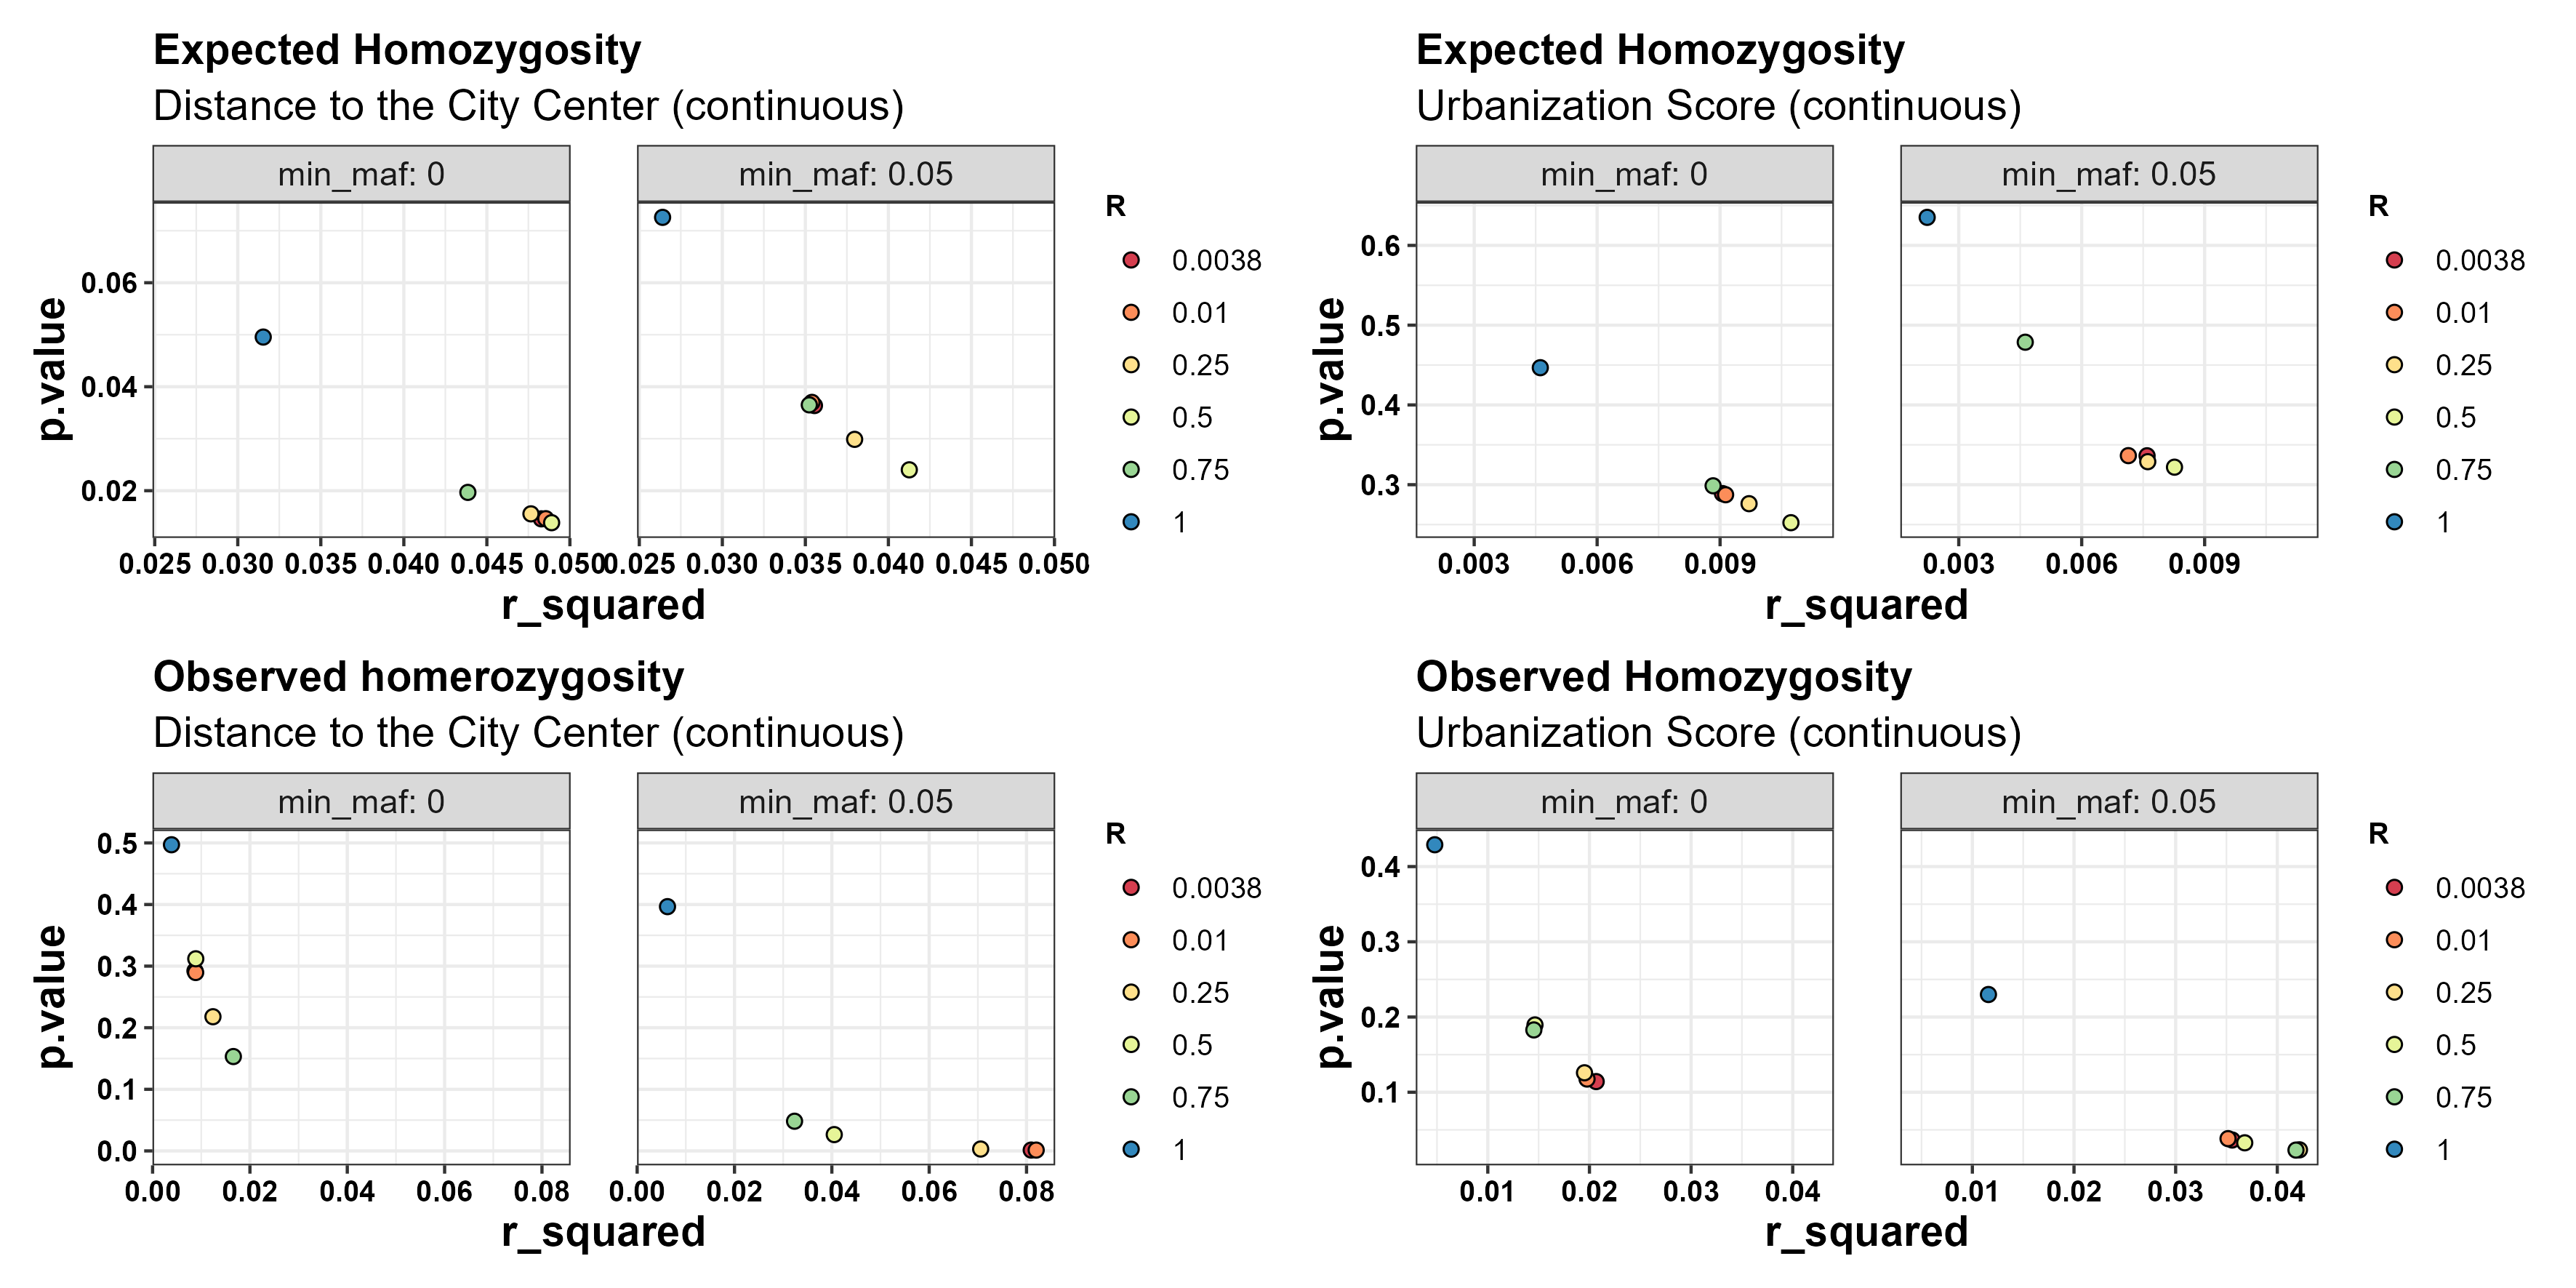 Expected Homozygosity
Distance to the City Center (continuous)
min_maf: 0
min_maf: 0.05
p.value
0.06
0.04
0.02
0.025 0.030 0.035 0.040 0.045 0.050
0.025 0.030 0.035 0.040 0.045 0.050
r_squared
R
0.0038
0.01
0.25
0.5
0.75
1
Expected Homozygosity
Urbanization Score (continuous)
min_maf: 0
min_maf: 0.05
p.value
0.6
0.5
0.4
0.3
0.003 0.006 0.009
0.003 0.006 0.009
r_squared
R
0.0038
0.01
0.25
0.5
0.75
1
Observed homerozygosity
Distance to the City Center (continuous)
min_maf: 0
min_maf: 0.05
p.value
0.5
0.4
0.3
0.2
0.1
0.0
0.00 0.02 0.04 0.06 0.08
0.00 0.02 0.04 0.06 0.08
r_squared
R
0.0038
0.01
0.25
0.5
0.75
1
Observed Homozygosity
Urbanization Score (continuous)
min_maf: 0
min_maf: 0.05
p.value
0.4
0.3
0.2
0.1
0.01 0.02 0.03 0.04
0.01 0.02 0.03 0.04
r_squared
R
0.0038
0.01
0.25
0.5
0.75
1